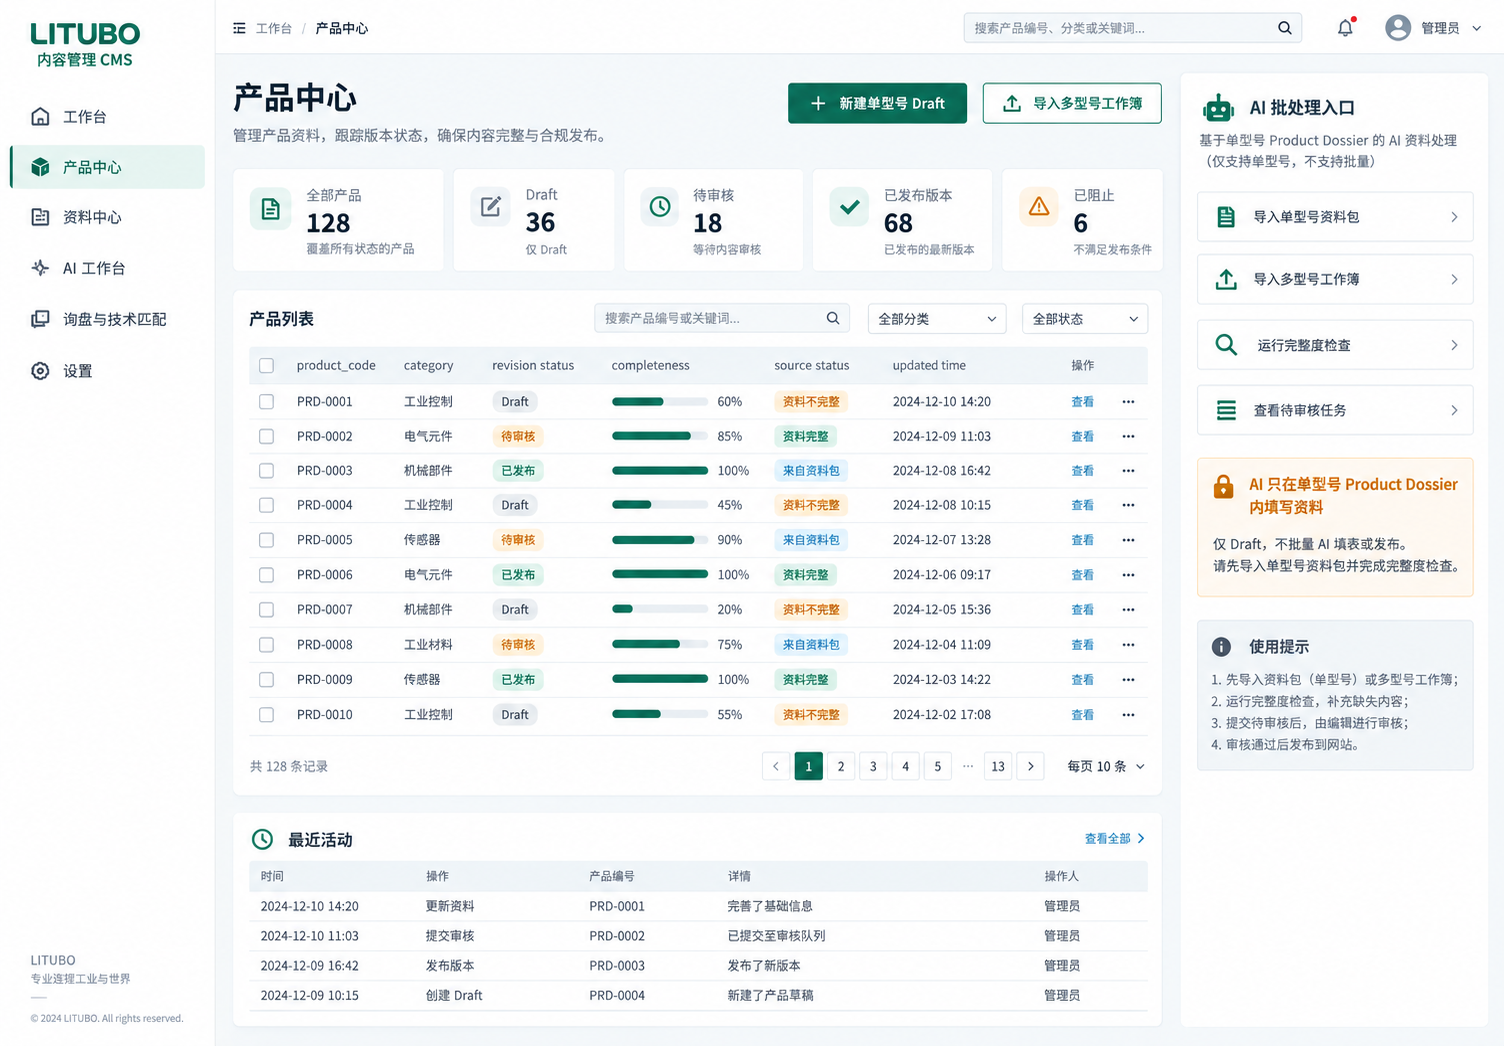 LITUBO
内容管理 CMS
工作台
产品中心
资料中心
AI 工作台
询盘与技术匹配
设置
LITUBO
专业连接工业与世界
© 2024 LITUBO. All rights reserved.
工作台 / 产品中心
搜索产品编号、分类或关键词...
管理员
产品中心
管理产品资料，跟踪版本状态，确保内容完整与合规发布。
新建单型号 Draft
导入多型号工作簿
全部产品
128
覆盖所有状态的产品
Draft
36
仅 Draft
待审核
18
等待内容审核
已发布版本
68
已发布的最新版本
已阻止
6
不满足发布条件
产品列表
搜索产品编号或关键词...
全部分类
全部状态
product_code category revision status completeness source status updated time 操作
PRD-0001 工业控制 Draft 60% 资料不完整 2024-12-10 14:20 查看 •••
PRD-0002 电气元件 待审核 85% 资料完整 2024-12-09 11:03 查看 •••
PRD-0003 机械部件 已发布 100% 来自资料包 2024-12-08 16:42 查看 •••
PRD-0004 工业控制 Draft 45% 资料不完整 2024-12-08 10:15 查看 •••
PRD-0005 传感器 待审核 90% 来自资料包 2024-12-07 13:28 查看 •••
PRD-0006 电气元件 已发布 100% 资料完整 2024-12-06 09:17 查看 •••
PRD-0007 机械部件 Draft 20% 资料不完整 2024-12-05 15:36 查看 •••
PRD-0008 工业材料 待审核 75% 来自资料包 2024-12-04 11:09 查看 •••
PRD-0009 传感器 已发布 100% 资料完整 2024-12-03 14:22 查看 •••
PRD-0010 工业控制 Draft 55% 资料不完整 2024-12-02 17:08 查看 •••
共 128 条记录
< 1 2 3 4 5 ··· 13 > 每页 10 条
最近活动
查看全部
时间 操作 产品编号 详情 操作人
2024-12-10 14:20 更新资料 PRD-0001 完善了基础信息 管理员
2024-12-10 11:03 提交审核 PRD-0002 已提交至审核队列 管理员
2024-12-09 16:42 发布版本 PRD-0003 发布了新版本 管理员
2024-12-09 10:15 创建 Draft PRD-0004 新建了产品草稿 管理员
AI 批处理入口
基于单型号 Product Dossier 的 AI 资料处理
（仅支持单型号，不支持批量）
导入单型号资料包
导入多型号工作簿
运行完整度检查
查看待审核任务
AI 只在单型号 Product Dossier
内填写资料
仅 Draft，不批量 AI 填表或发布。
请先导入单型号资料包并完成完整度检查。
使用提示
1. 先导入资料包（单型号）或多型号工作簿；
2. 运行完整度检查，补充缺失内容；
3. 提交待审核后，由编辑进行审核；
4. 审核通过后发布到网站。